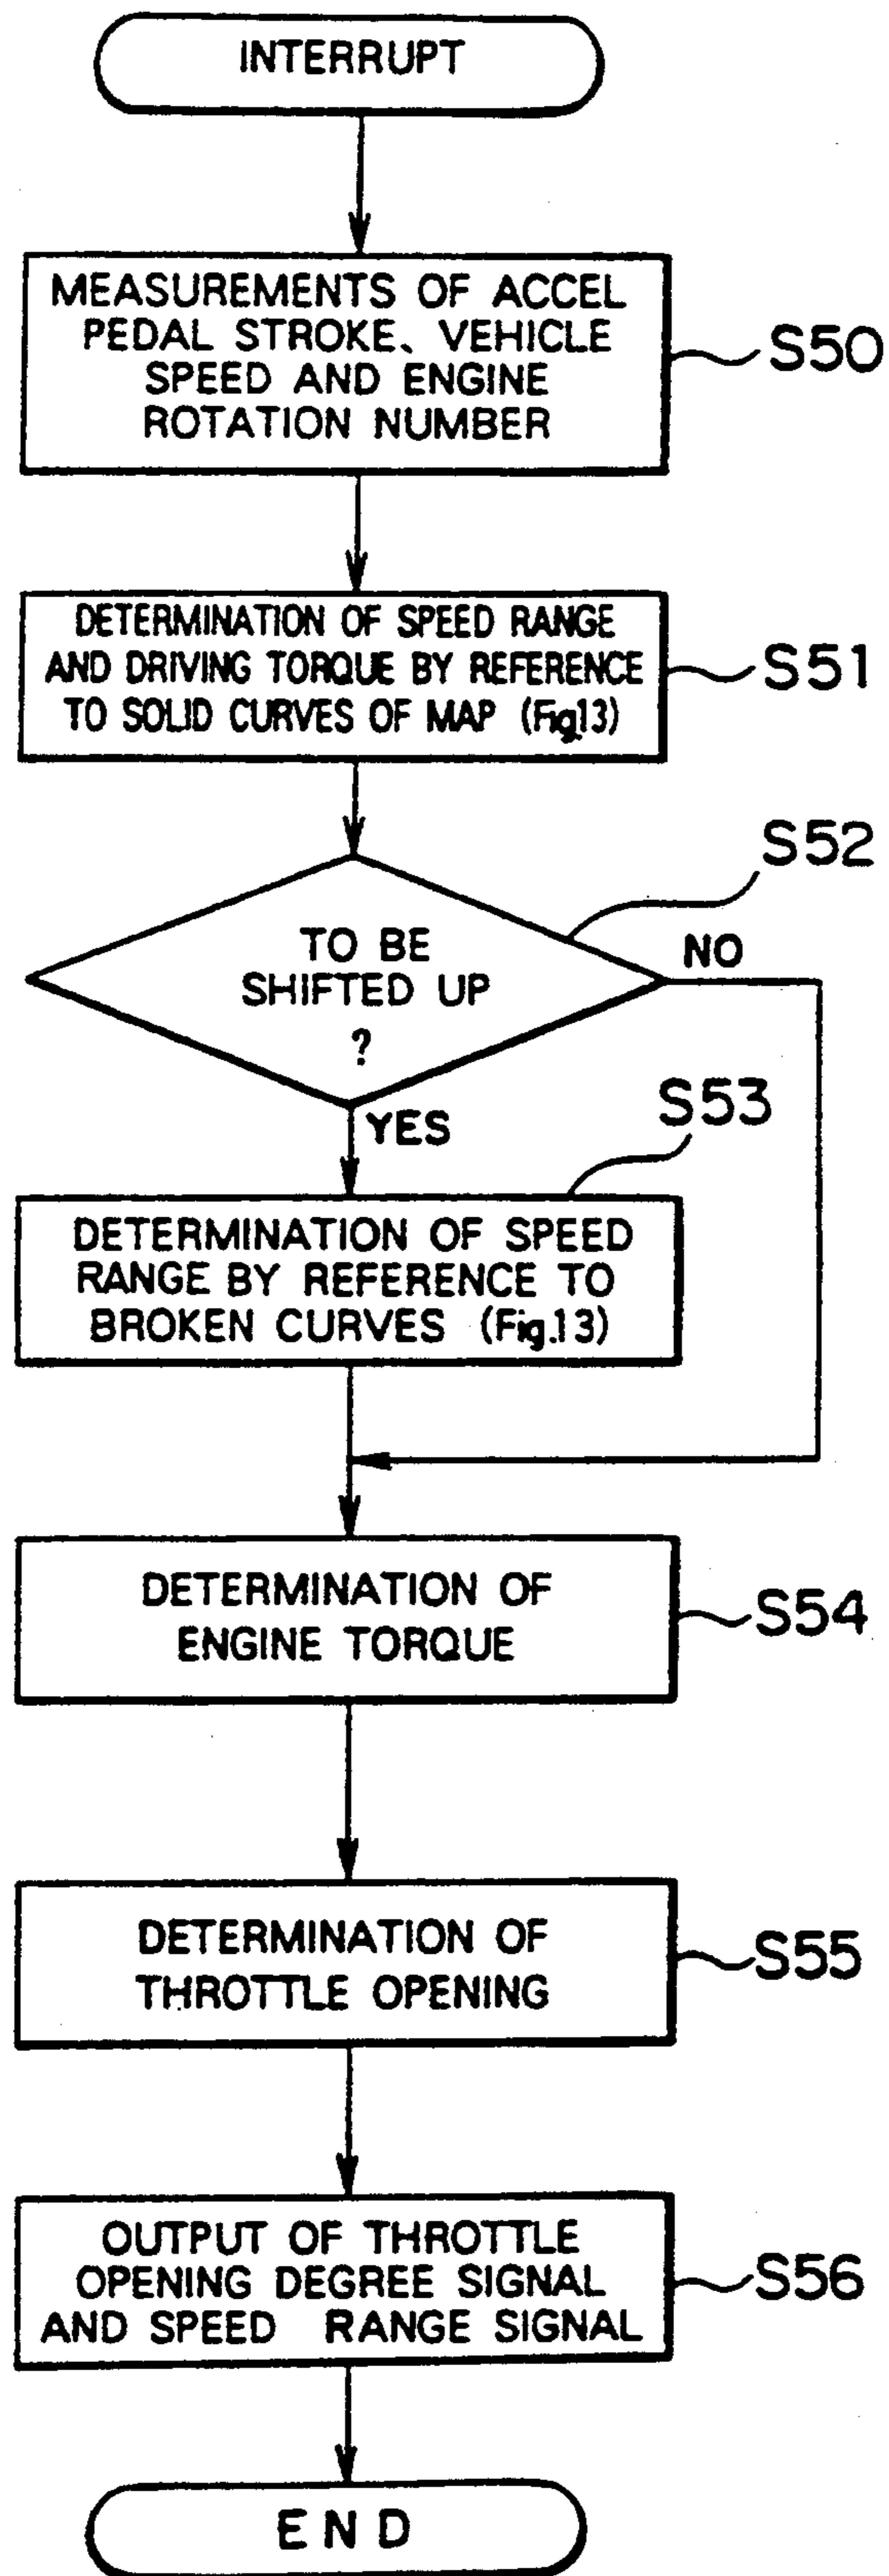 INTERRUPT
MEASUREMENTS OF ACCEL
PEDAL STROKE、VEHICLE
SPEED AND ENGINE
ROTATION NUMBER
S50
DETERMINATION OF SPEED RANGE
AND DRIVING TORQUE BY REFERENCE
TO SOLID CURVES OF MAP (Fig.13)
S51
S52
TO BE
SHIFTED UP
?
NO
YES
S53
DETERMINATION OF SPEED
RANGE BY REFERENCE TO
BROKEN CURVES (Fig.13)
DETERMINATION OF
ENGINE TORQUE
S54
DETERMINATION OF
THROTTLE OPENING
S55
OUTPUT OF THROTTLE
OPENING DEGREE SIGNAL
AND SPEED RANGE SIGNAL
S56
END